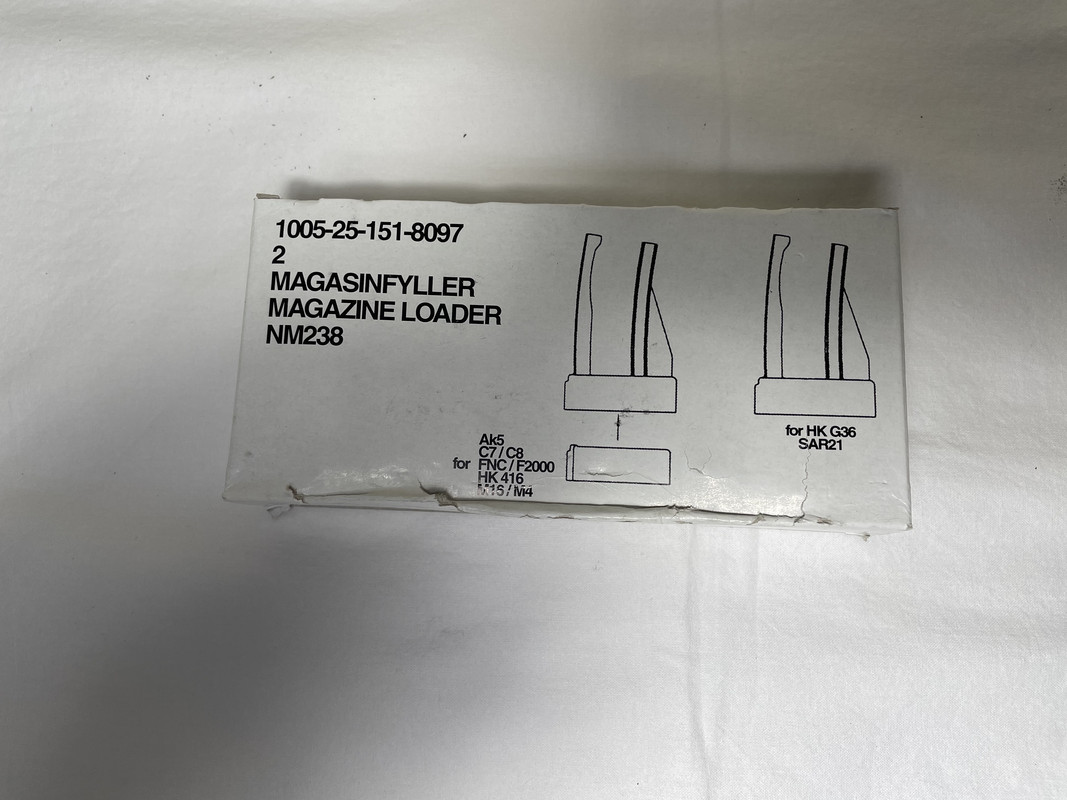 1005-25-151-8097
2
MAGASINFYLLER
MAGAZINE LOADER
NM238
Ak5
C7 / C8
for FNC / F2000
HK 416
M16 / M4
for HK G36
SAR21